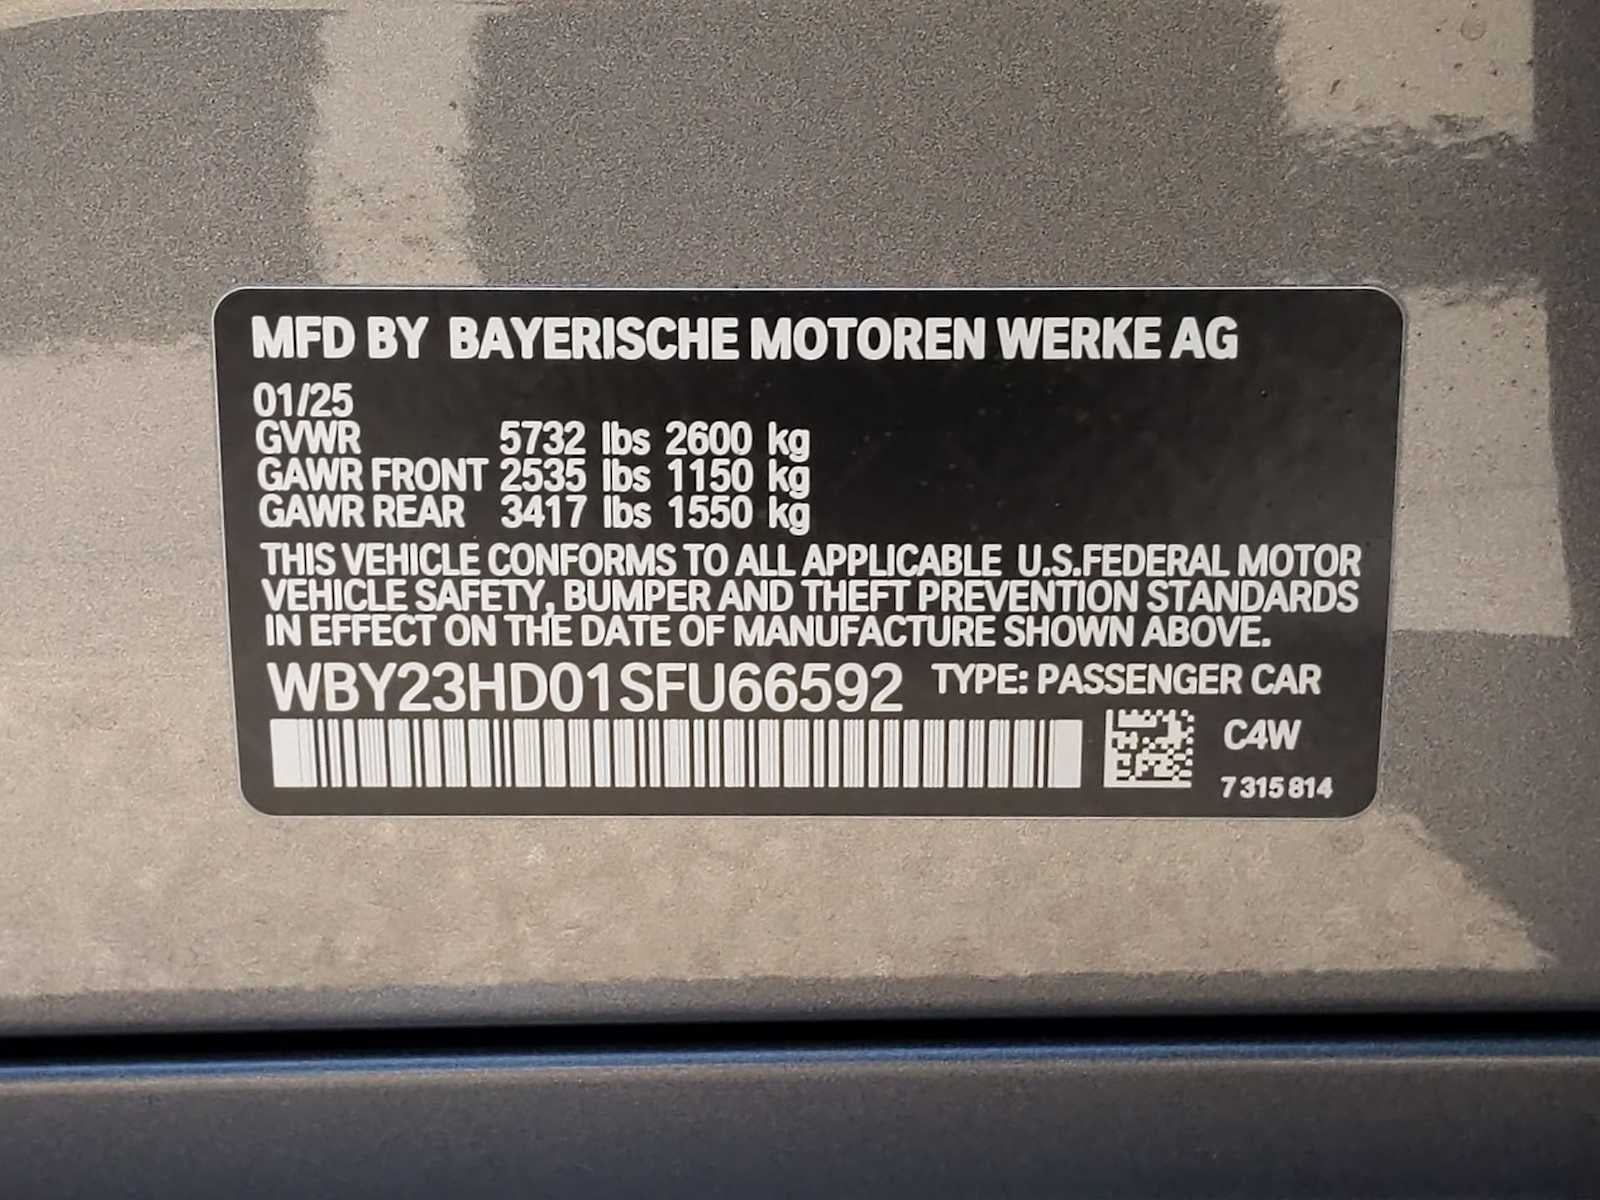 MFD BY BAYERISCHE MOTOREN WERKE AG
01/25
GVWR 5732 lbs 2600 kg
GAWR FRONT 2535 lbs 1150 kg
GAWR REAR 3417 lbs 1550 kg
THIS VEHICLE CONFORMS TO ALL APPLICABLE U.S.FEDERAL MOTOR
VEHICLE SAFETY, BUMPER AND THEFT PREVENTION STANDARDS
IN EFFECT ON THE DATE OF MANUFACTURE SHOWN ABOVE.
WBY23HD01SFU66592 TYPE: PASSENGER CAR
C4W
7 315 814